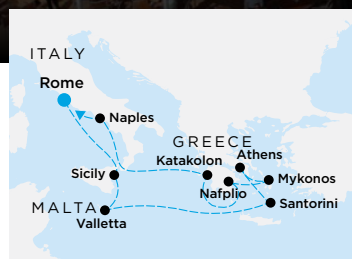 ITALY
Rome
Naples
GREECE
Athens
Katakolon
Sicily
Mykonos
Nafplio
Santorini
MALTA
Valletta